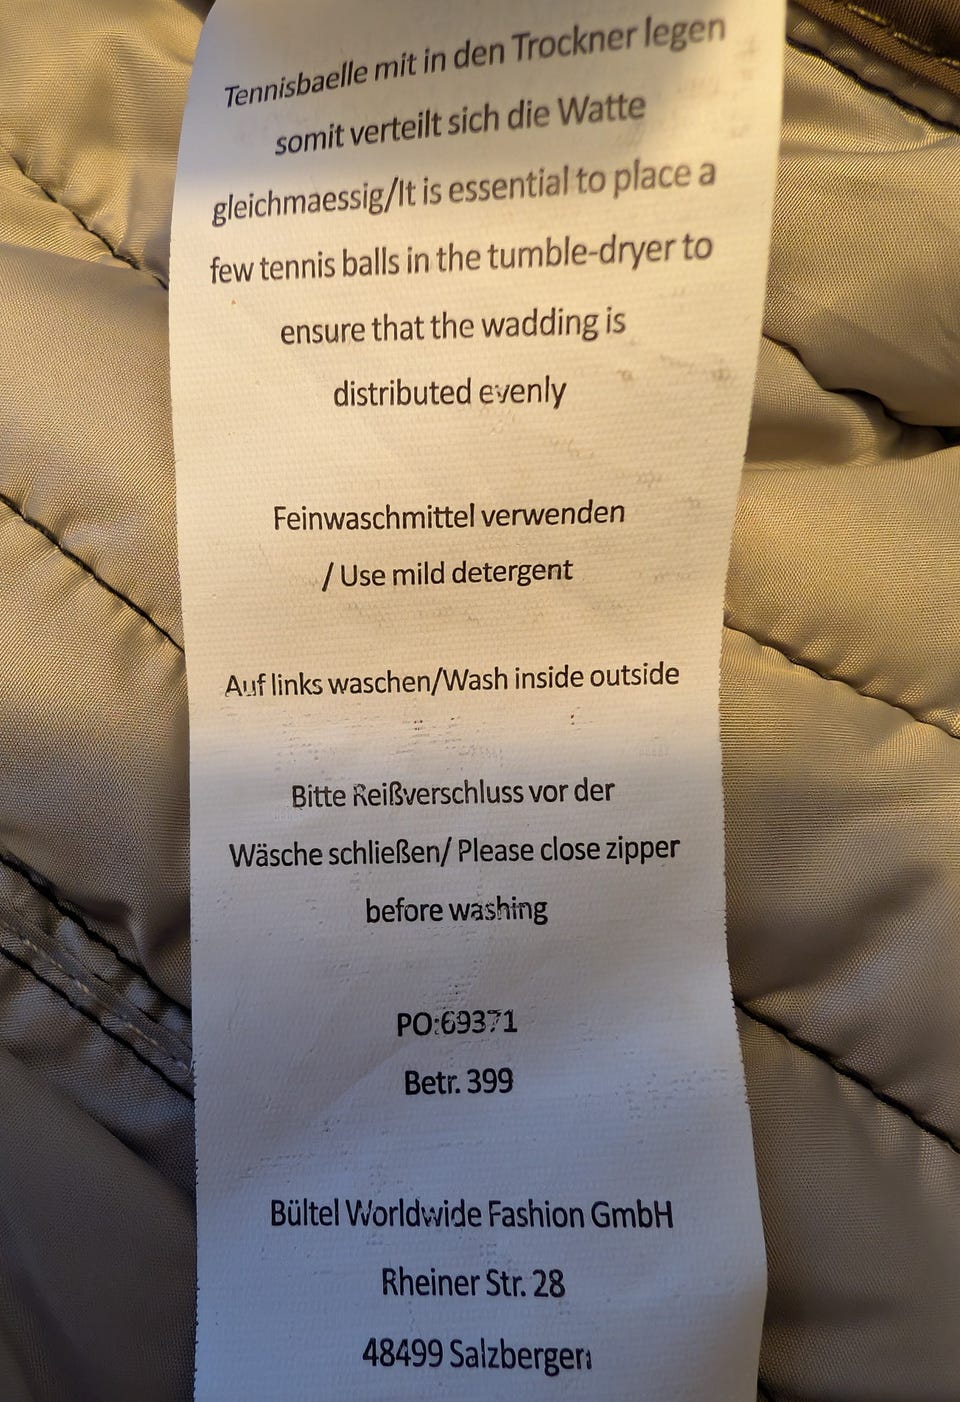 Tennisbaelle mit in den Trockner legen
somit verteilt sich die Watte
gleichmaessig/It is essential to place a
few tennis balls in the tumble-dryer to
ensure that the wadding is
distributed evenly
Feinwaschmittel verwenden
/ Use mild detergent
Auf links waschen/Wash inside outside
Bitte Reißverschluss vor der
Wäsche schließen/ Please close zipper
before washing
PO:69371
Betr. 399
Bültel Worldwide Fashion GmbH
Rheiner Str. 28
48499 Salzbergen